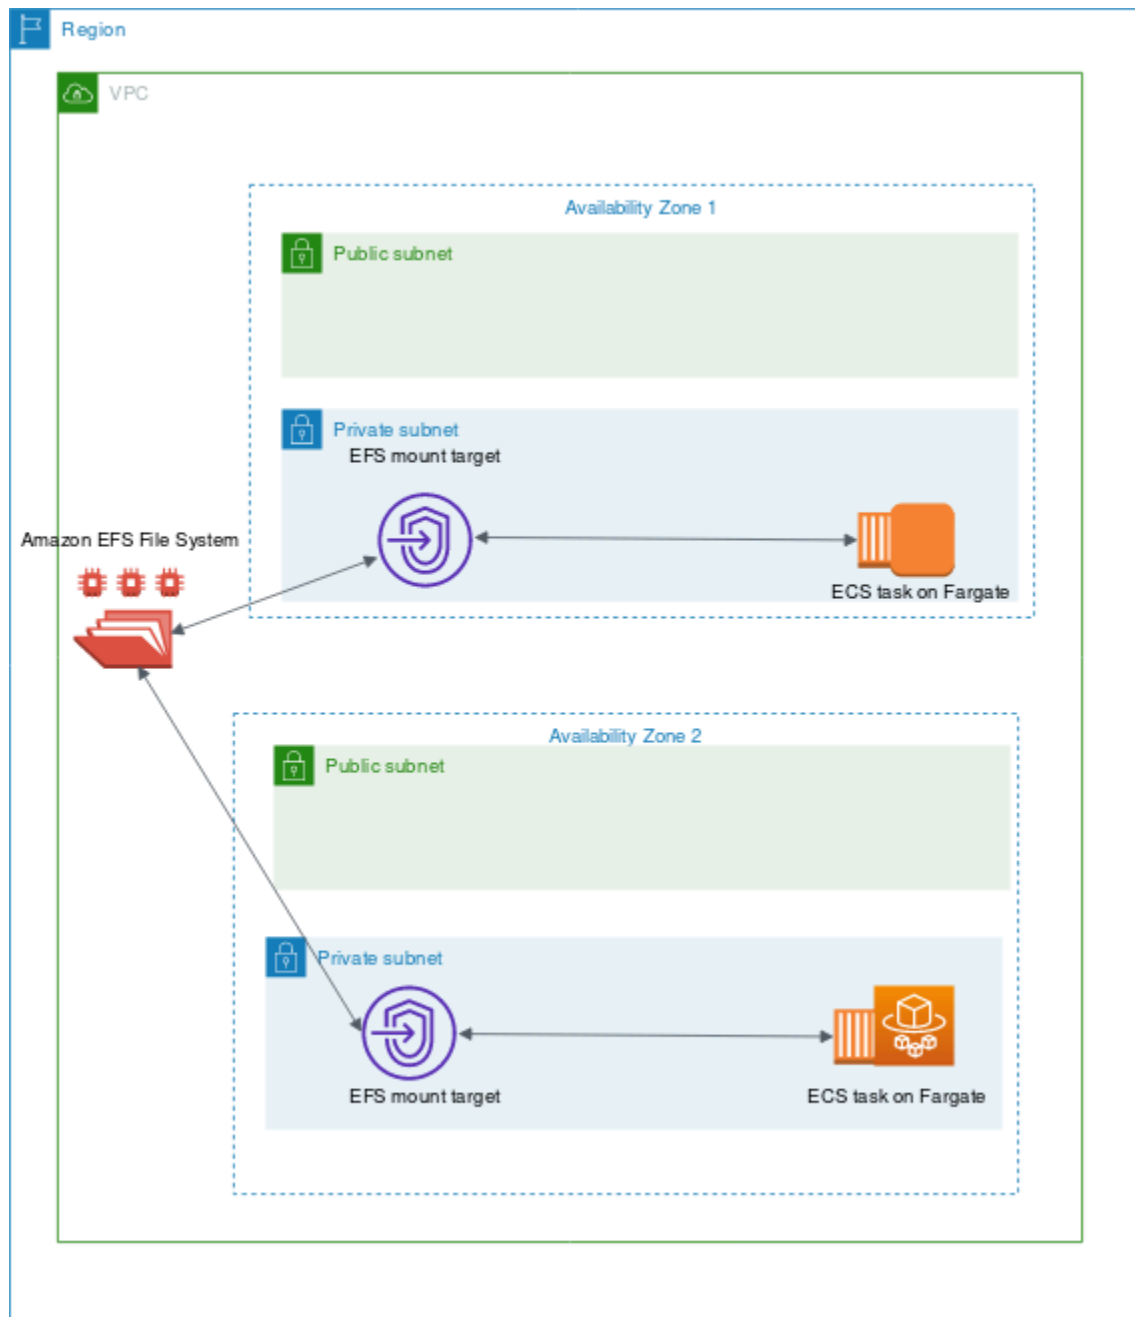 Region
VPC
Availability Zone 1
Public subnet
Private subnet
EFS mount target
Amazon EFS File System
ECS task on Fargate
Availability Zone 2
Public subnet
Private subnet
EFS mount target
ECS task on Fargate